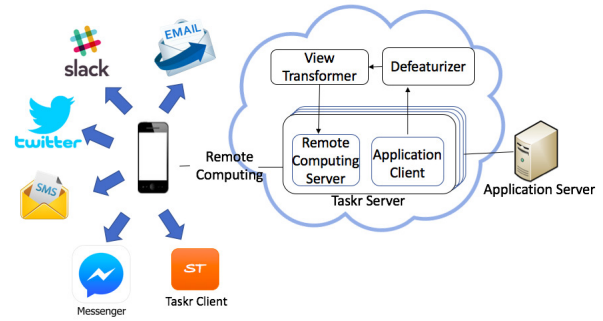 EMAIL
slack
twitter
SMS
Messenger
ST
Taskr Client
Remote
Computing
View
Transformer
Defeaturizer
Remote
Computing
Server
Application
Client
Taskr Server
Application Server